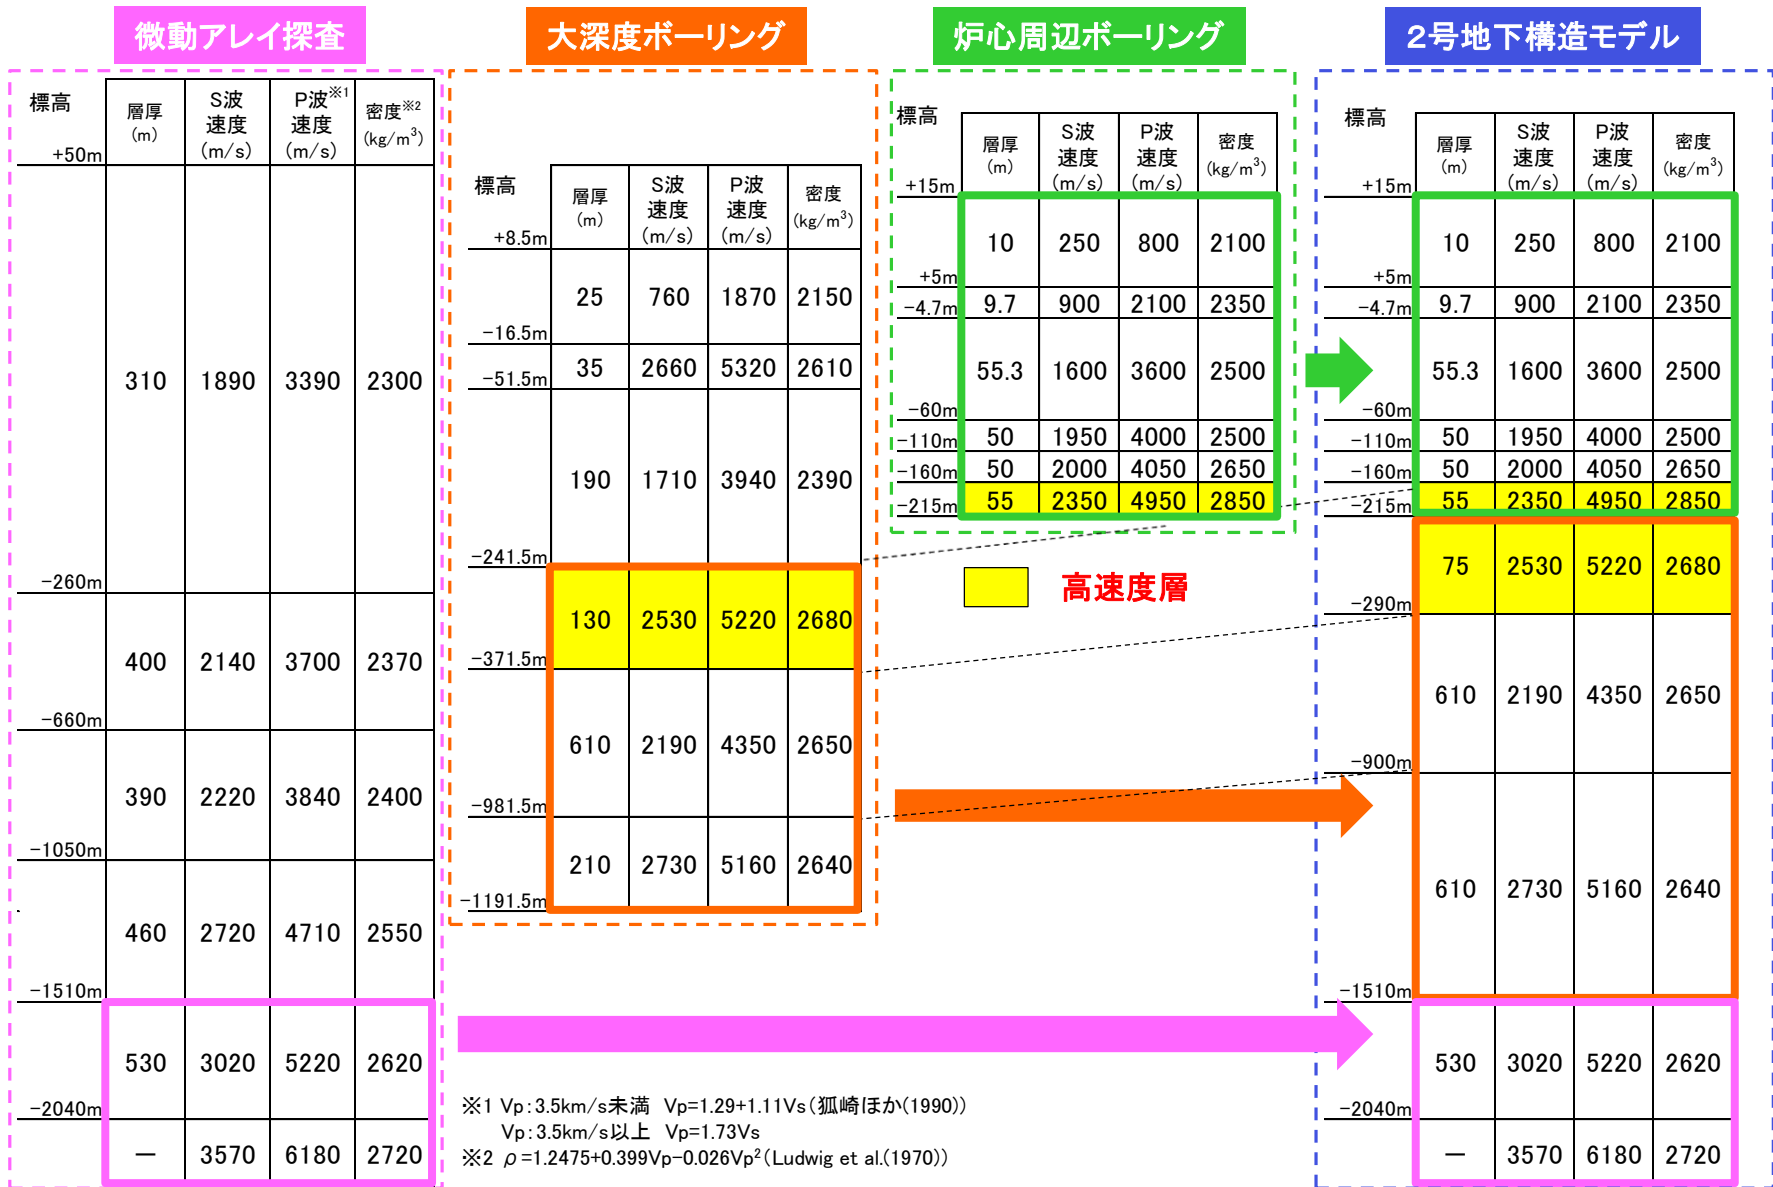 微動アレイ探査
標高
層厚
(m)
S波
速度
(m/s)
P波※1
速度
(m/s)
密度※2
(kg/m3)
+50m
310 1890 3390 2300
-260m
400 2140 3700 2370
-660m
390 2220 3840 2400
-1050m
460 2720 4710 2550
-1510m
530 3020 5220 2620
-2040m
― 3570 6180 2720
大深度ボーリング
標高
層厚
(m)
S波
速度
(m/s)
P波
速度
(m/s)
密度
(kg/m3)
+8.5m
25 760 1870 2150
-16.5m
35 2660 5320 2610
-51.5m
190 1710 3940 2390
-241.5m
130 2530 5220 2680
-371.5m
610 2190 4350 2650
-981.5m
210 2730 5160 2640
-1191.5m
炉心周辺ボーリング
標高
層厚
(m)
S波
速度
(m/s)
P波
速度
(m/s)
密度
(kg/m3)
+15m
10 250 800 2100
+5m
9.7 900 2100 2350
-4.7m
55.3 1600 3600 2500
-60m
50 1950 4000 2500
-110m
50 2000 4050 2650
-160m
55 2350 4950 2850
-215m
高速度層
2号地下構造モデル
標高
層厚
(m)
S波
速度
(m/s)
P波
速度
(m/s)
密度
(kg/m3)
+15m
10 250 800 2100
+5m
9.7 900 2100 2350
-4.7m
55.3 1600 3600 2500
-60m
50 1950 4000 2500
-110m
50 2000 4050 2650
-160m
55 2350 4950 2850
-215m
75 2530 5220 2680
-290m
610 2190 4350 2650
-900m
610 2730 5160 2640
-1510m
530 3020 5220 2620
-2040m
― 3570 6180 2720
※1 Vp:3.5km/s未満 Vp=1.29+1.11Vs(狐崎ほか(1990))
Vp:3.5km/s以上 Vp=1.73Vs
※2 ρ=1.2475+0.399Vp-0.026Vp²(Ludwig et al.(1970))